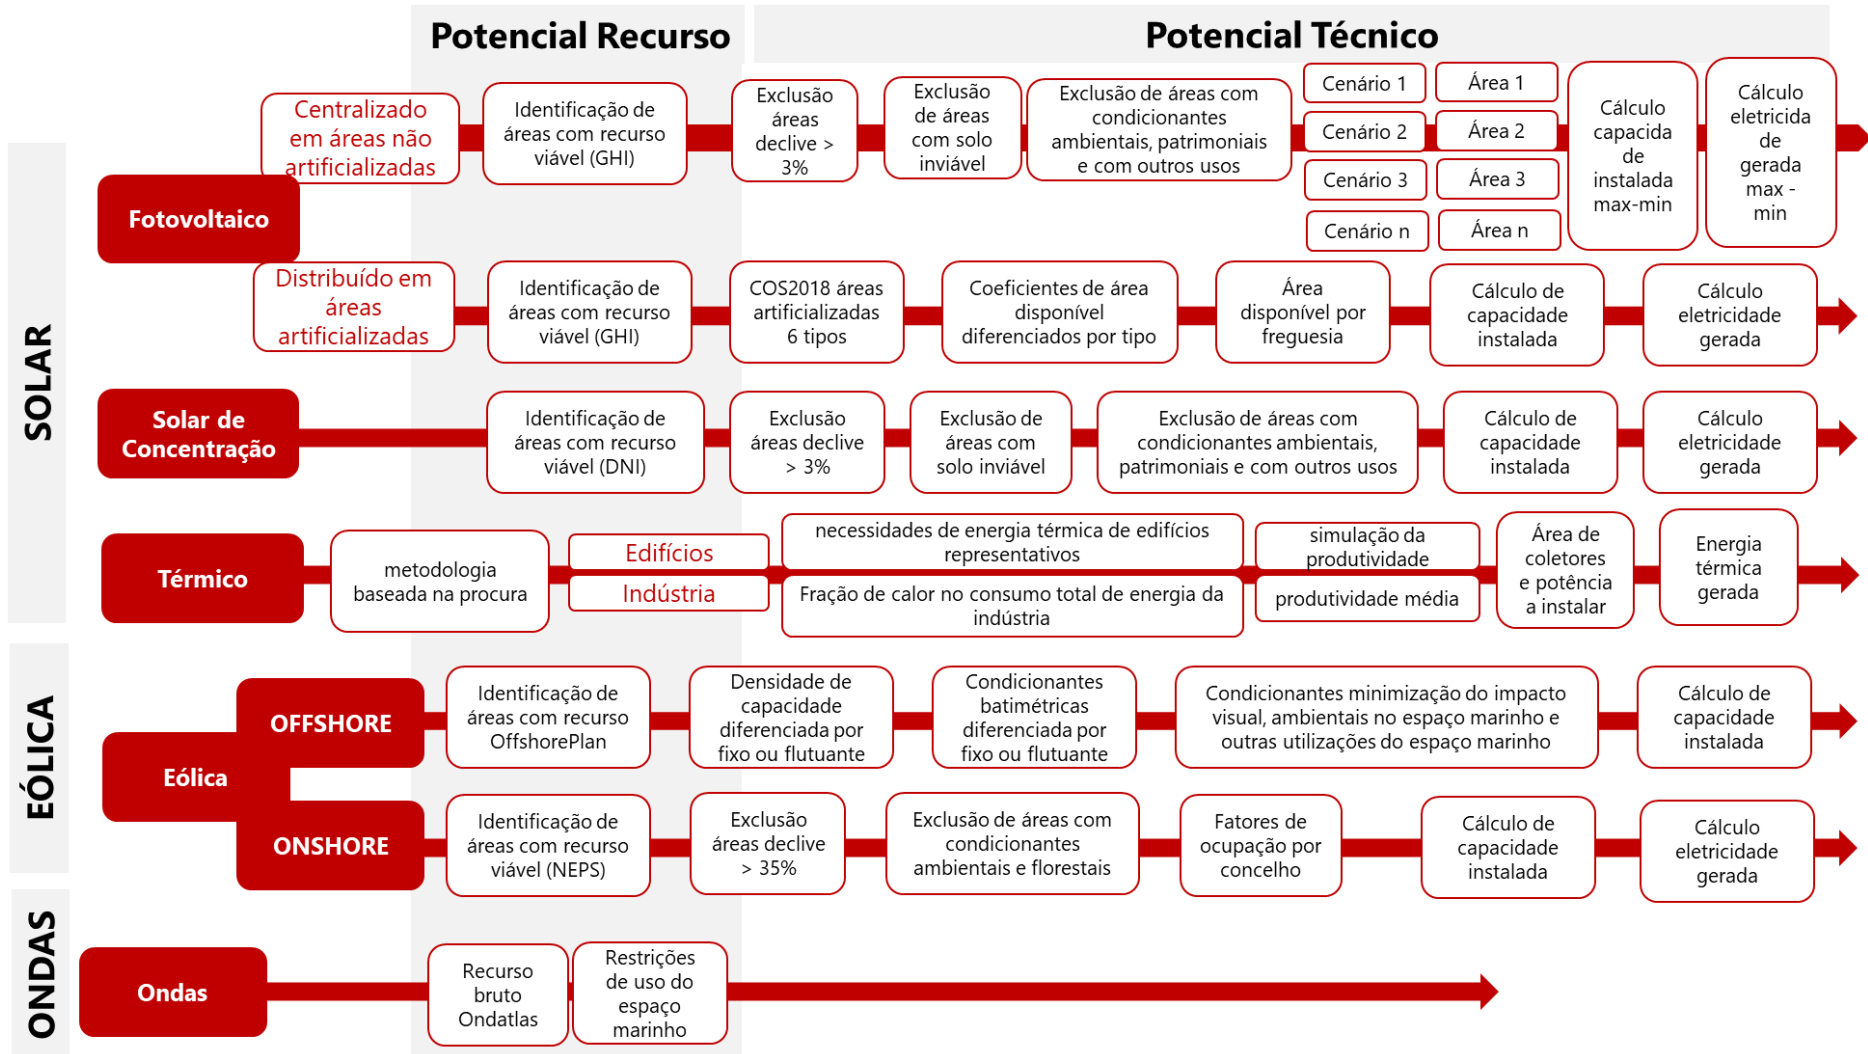 Potencial Recurso
Potencial Técnico
SOLAR
Fotovoltaico
Centralizado
em áreas não
artificializadas
Identificação de
áreas com recurso
viável (GHI)
Exclusão
áreas
declive >
3%
Exclusão
de áreas
com solo
inviável
Exclusão de áreas com
condicionantes
ambientais, patrimoniais
e com outros usos
Cenário 1
Área 1
Cenário 2
Área 2
Cenário 3
Área 3
Cenário n
Área n
Cálculo
capacida
de
instalada
max-min
Cálculo
eletricida
de
gerada
max -
min
Distribuído em
áreas
artificializadas
Identificação de
áreas com recurso
viável (GHI)
COS2018 áreas
artificializadas
6 tipos
Coeficientes de área
disponível
diferenciados por tipo
Área
disponível por
freguesia
Cálculo de
capacidade
instalada
Cálculo
eletricidade
gerada
Solar de
Concentração
Identificação de
áreas com recurso
viável (DNI)
Exclusão
áreas declive
> 3%
Exclusão de
áreas com
solo inviável
Exclusão de áreas com
condicionantes ambientais,
patrimoniais e com outros usos
Cálculo de
capacidade
instalada
Cálculo
eletricidade
gerada
Térmico
metodologia
baseada na procura
Edifícios
Indústria
necessidades de energia térmica de edifícios
representativos
Fração de calor no consumo total de energia da
indústria
simulação da
produtividade
produtividade média
Área de
coletores
e potência
a instalar
Energia
térmica
gerada
EÓLICA
Eólica
OFFSHORE
Identificação de
áreas com recurso
OffshorePlan
Densidade de
capacidade
diferenciada por
fixo ou flutuante
Condicionantes
batimétricas
diferenciada por
fixo ou flutuante
Condicionantes minimização do impacto
visual, ambientais no espaço marinho e
outras utilizações do espaço marinho
Cálculo de
capacidade
instalada
ONSHORE
Identificação de
áreas com recurso
viável (NEPS)
Exclusão
áreas declive
> 35%
Exclusão de áreas com
condicionantes
ambientais e florestais
Fatores de
ocupação por
concelho
Cálculo de
capacidade
instalada
Cálculo
eletricidade
gerada
ONDAS
Ondas
Recurso
bruto
Ondatlas
Restrições
de uso do
espaço
marinho